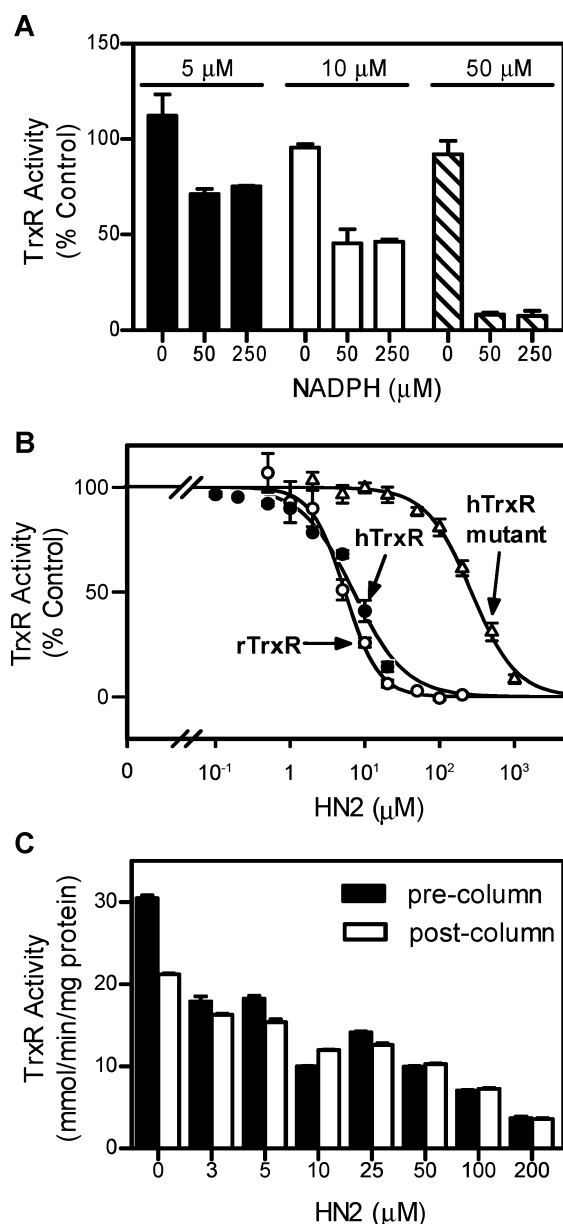 A
150
100
50
0
TrxR Activity
(% Control)
5 μM
10 μM
50 μM
0 50 250 0 50 250 0 50 250
NADPH (μM)
B
100
50
0
TrxR Activity
(% Control)
hTrxR
hTrxR
mutant
rTrxR
0 10⁻¹ 1 10¹ 10² 10³
HN2 (μM)
C
30
20
10
0
TrxR Activity
(mmol/min/mg protein)
pre-column
post-column
0 3 5 10 25 50 100 200
HN2 (μM)